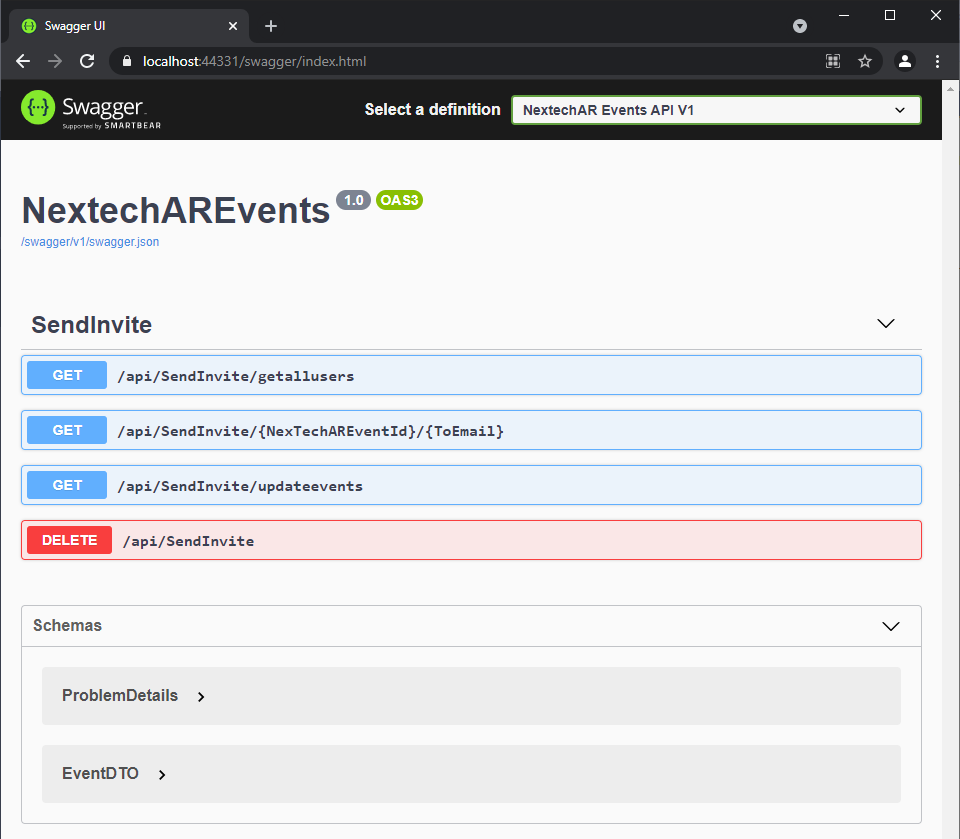 Swagger UI
localhost:44331/swagger/index.html
Swagger
Supported by SMARTBEAR
Select a definition
NextechAR Events API V1
NextechAREvents 1.0 OAS3
/swagger/v1/swagger.json
SendInvite
GET /api/SendInvite/getallusers
GET /api/SendInvite/{NexTechAREventId}/{ToEmail}
GET /api/SendInvite/updateevents
DELETE /api/SendInvite
Schemas
ProblemDetails
EventDTO